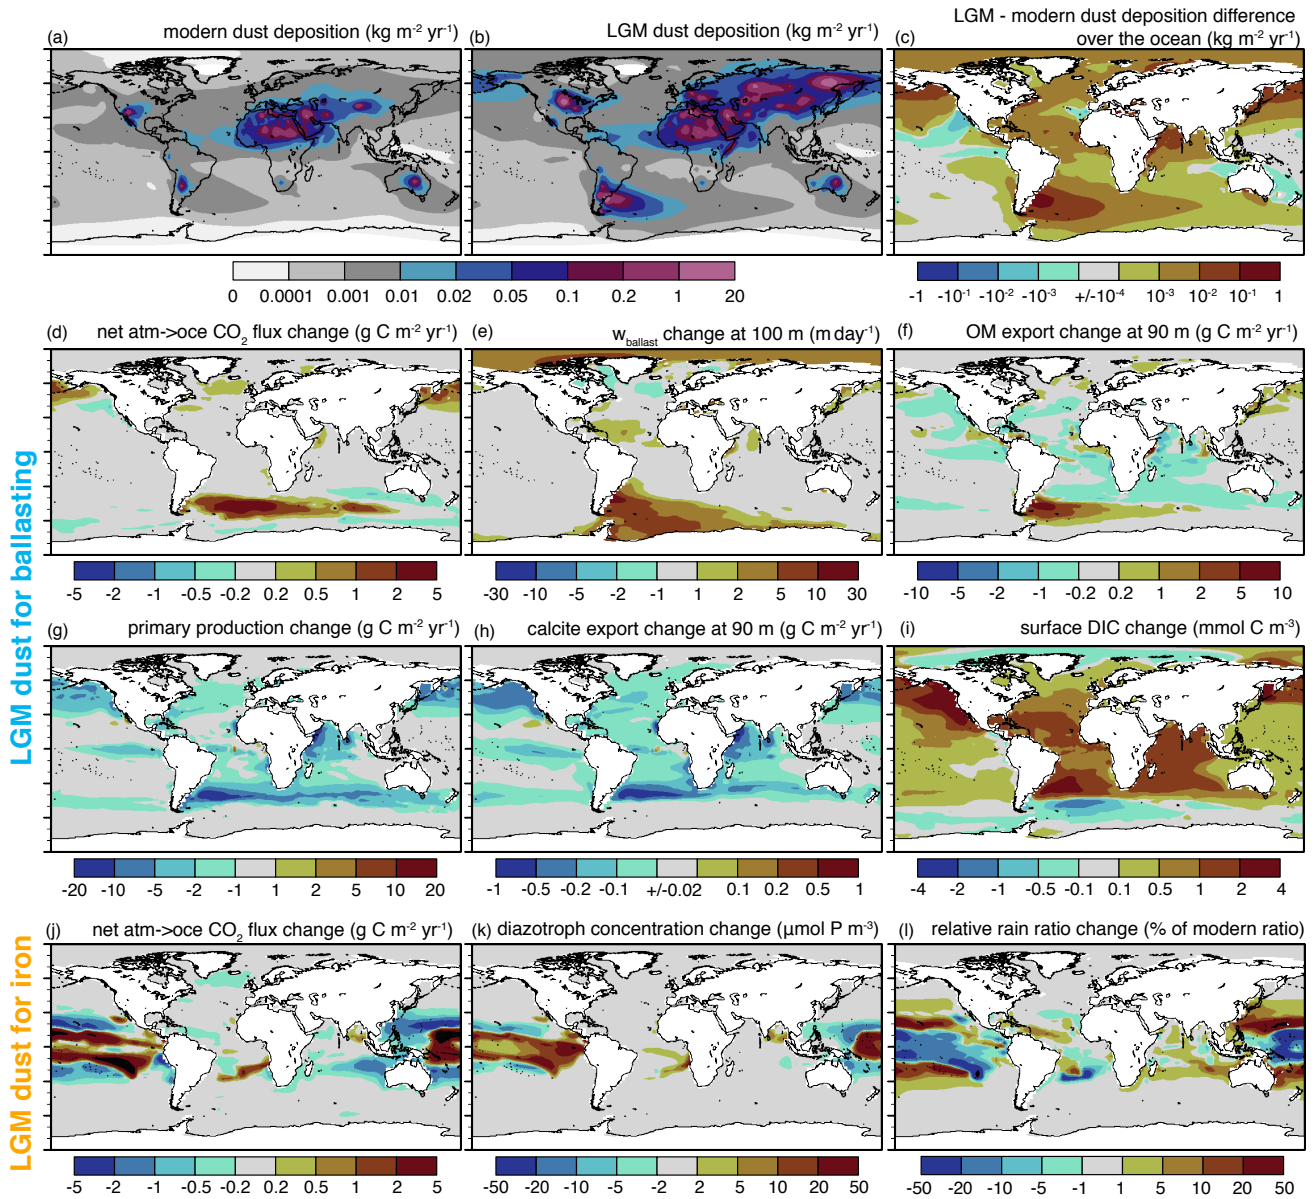 (a) modern dust deposition (kg m⁻² yr⁻¹)
(b) LGM dust deposition (kg m⁻² yr⁻¹)
(c) LGM - modern dust deposition difference
over the ocean (kg m⁻² yr⁻¹)
0 0.0001 0.001 0.01 0.02 0.05 0.1 0.2 1 20
-1 -10⁻¹ -10⁻² -10⁻³ +/-10⁻⁴ 10⁻³ 10⁻² 10⁻¹ 1
LGM dust for ballasting
(d) net atm->oce CO₂ flux change (g C m⁻² yr⁻¹)
(e) w_ballast change at 100 m (m day⁻¹)
(f) OM export change at 90 m (g C m⁻² yr⁻¹)
-5 -2 -1 -0.5 -0.2 0.2 0.5 1 2 5
-30 -10 -5 -2 -1 1 2 5 10 30
-10 -5 -2 -1 -0.2 0.2 1 2 5 10
(g) primary production change (g C m⁻² yr⁻¹)
(h) calcite export change at 90 m (g C m⁻² yr⁻¹)
(i) surface DIC change (mmol C m⁻³)
-20 -10 -5 -2 -1 1 2 5 10 20
-1 -0.5 -0.2 -0.1 +/-0.02 0.1 0.2 0.5 1
-4 -2 -1 -0.5 -0.1 0.1 0.5 1 2 4
LGM dust for iron
(j) net atm->oce CO₂ flux change (g C m⁻² yr⁻¹)
(k) diazotroph concentration change (μmol P m⁻³)
(l) relative rain ratio change (% of modern ratio)
-5 -2 -1 -0.5 -0.2 0.2 0.5 1 2 5
-50 -20 -10 -5 -2 2 5 10 20 50
-50 -20 -10 -5 -1 1 5 10 20 50